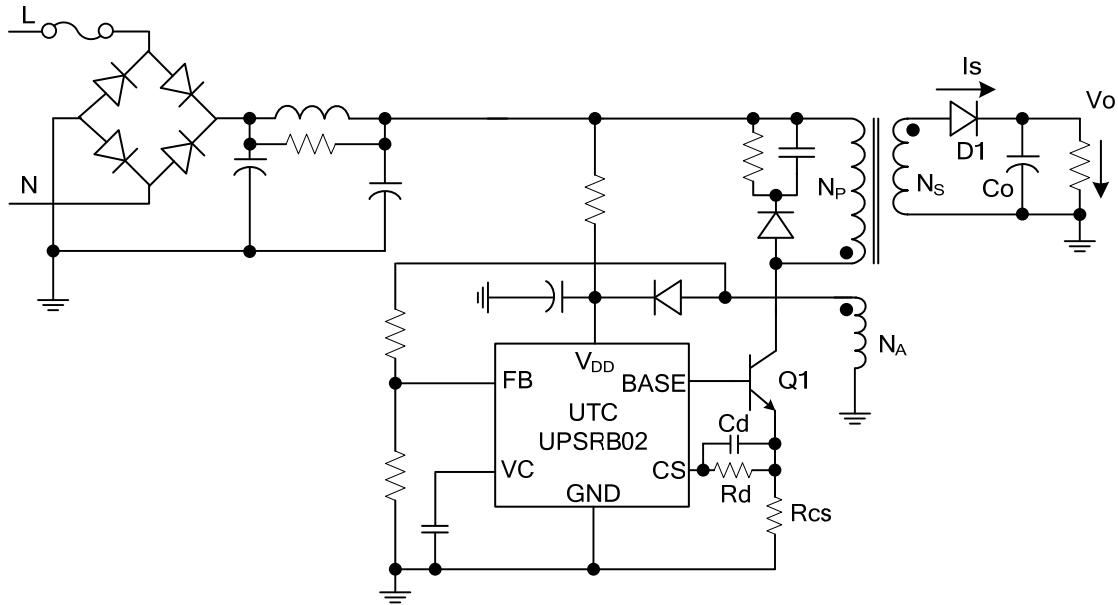 L
Is
Vo
D1
N
NP
NS
Co
VDD
NA
FB
BASE
Q1
UTC
UPSRB02
Cd
VC
CS
GND
Rd
Rcs